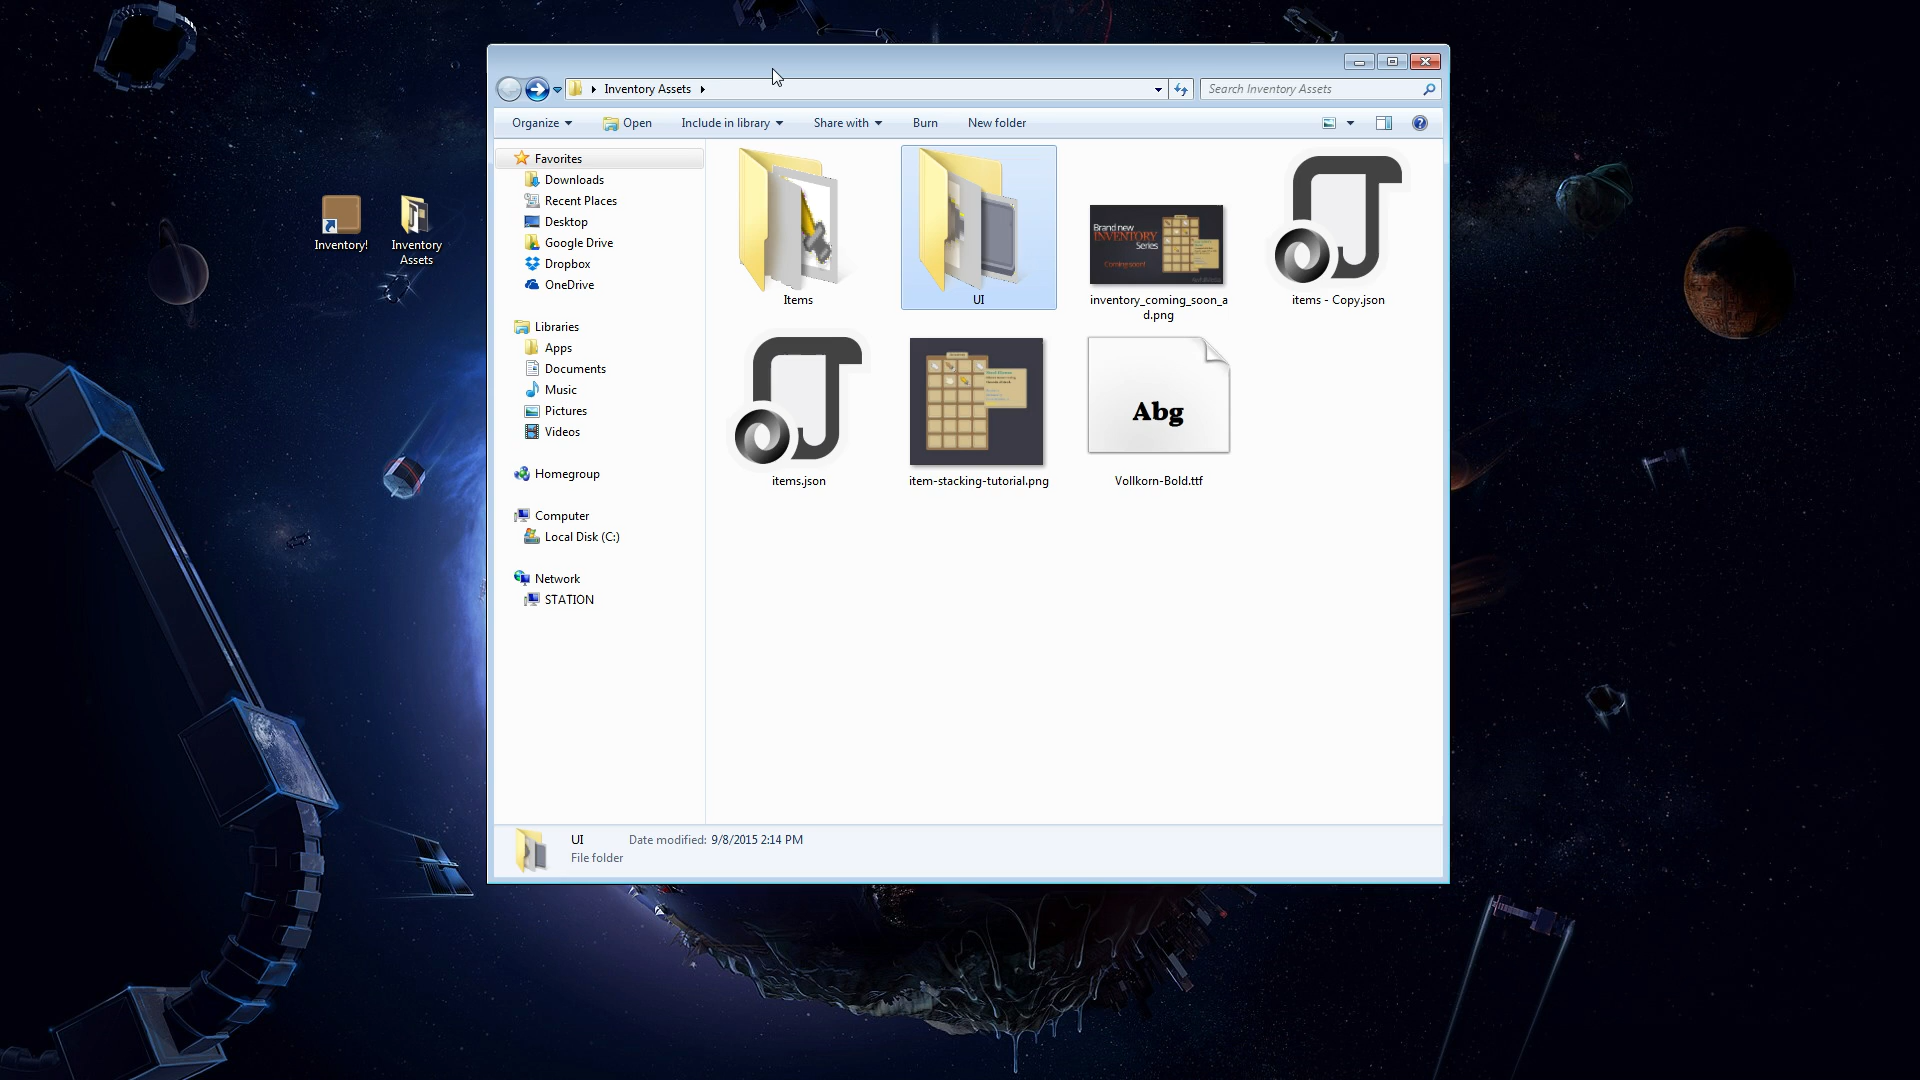 Inventory Assets
Search Inventory Assets
Organize
Open
Include in library
Share with
Burn
New folder
Favorites
Downloads
Recent Places
Desktop
Google Drive
Dropbox
OneDrive
Libraries
Apps
Documents
Music
Pictures
Videos
Homegroup
Computer
Local Disk (C:)
Network
STATION
Items
UI
Brand new
INVENTORY
Series
Coming soon!
inventory_coming_soon_a
d.png
items - Copy.json
items.json
item-stacking-tutorial.png
Abg
Vollkorn-Bold.ttf
Inventory!
Inventory
Assets
UI
Date modified: 9/8/2015 2:14 PM
File folder